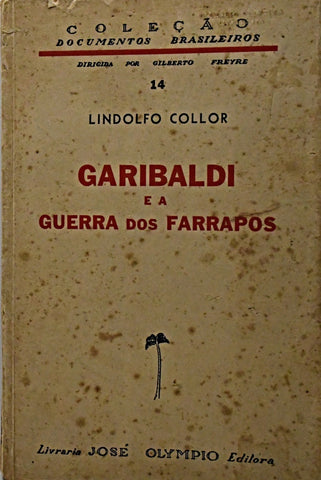 COLEÇÃO
DOCUMENTOS BRASILEIROS
DIRIGIDA POR GILBERTO FREYRE
14
LINDOLFO COLLOR
GARIBALDI
E A
GUERRA DOS FARRAPOS
Livraria JOSÉ OLYMPIO Editora